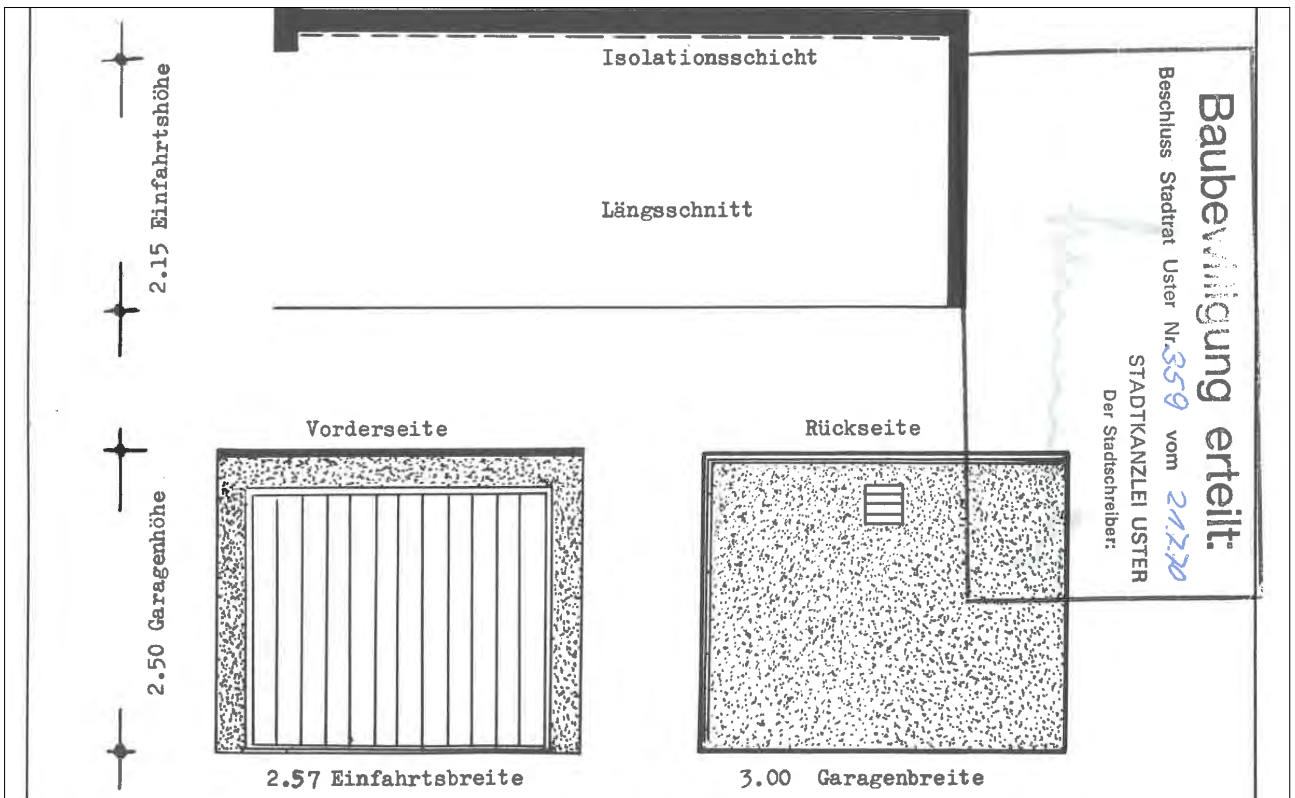 Isolationsschicht
2.15 Einfahrtshöhe
Längsschnitt
Baubewilligung erteilt:
Beschluss Stadtrat Uster Nr. 359 vom 21.7.70
STADTKANZLEI USTER
Der Stadtschreiber:
Vorderseite
Rückseite
2.50 Garagenhöhe
2.57 Einfahrtsbreite
3.00 Garagenbreite